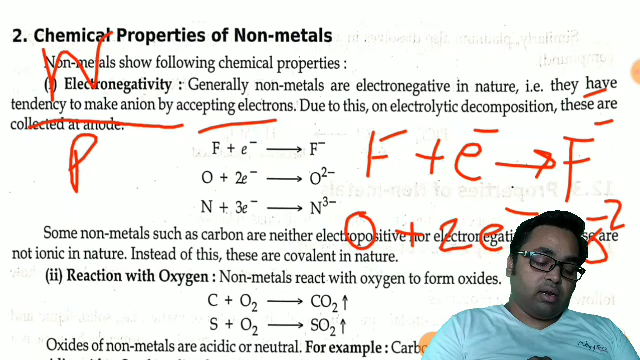 2. Chemical Properties of Non-metals
Non-metals show following chemical properties :
(i) Electronegativity : Generally non-metals are electronegative in nature, i.e. they have
tendency to make anion by accepting electrons. Due to this, on electrolytic decomposition, these are
collected at anode.
N
P
F + e⁻ ⟶ F⁻
O + 2e⁻ ⟶ O²⁻
N + 3e⁻ ⟶ N³⁻
F + e⁻ → F⁻
O + 2e⁻
-2
Some non-metals such as carbon are neither electropositive nor electronegati are
not ionic in nature. Instead of this, these are covalent in nature.
(ii) Reaction with Oxygen : Non-metals react with oxygen to form oxides.
C + O₂ ⟶ CO₂ ↑
S + O₂ ⟶ SO₂ ↑
Oxides of non-metals are acidic or neutral. For example : Carbo